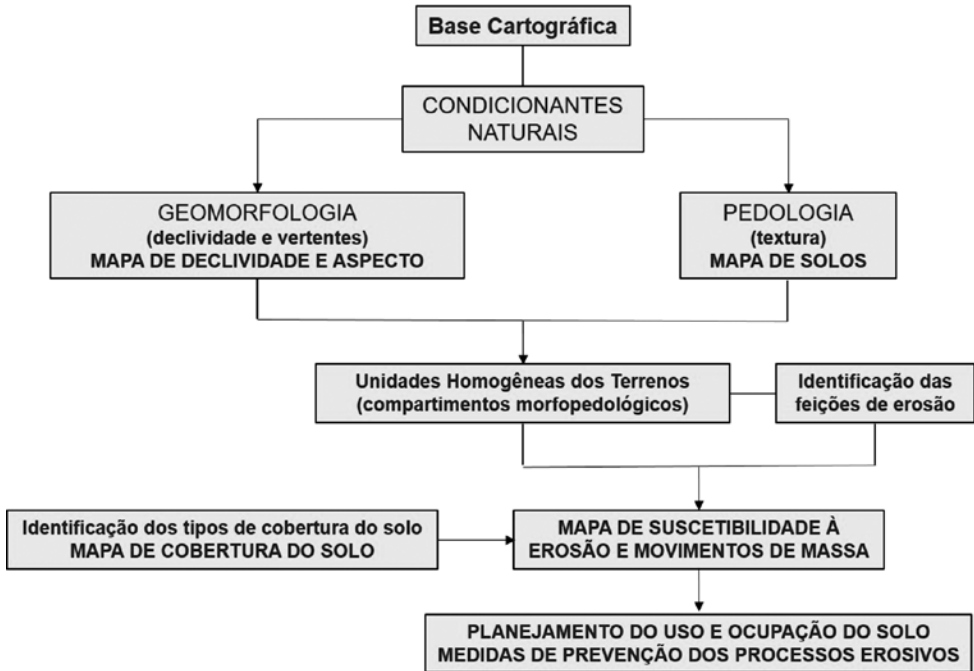 Base Cartográfica
CONDICIONANTES
NATURAIS
GEOMORFOLOGIA
(declividade e vertentes)
MAPA DE DECLIVIDADE E ASPECTO
PEDOLOGIA
(textura)
MAPA DE SOLOS
Unidades Homogêneas dos Terrenos
(compartimentos morfopedológicos)
Identificação das
feições de erosão
Identificação dos tipos de cobertura do solo
MAPA DE COBERTURA DO SOLO
MAPA DE SUSCETIBILIDADE À
EROSÃO E MOVIMENTOS DE MASSA
PLANEJAMENTO DO USO E OCUPAÇÃO DO SOLO
MEDIDAS DE PREVENÇÃO DOS PROCESSOS EROSIVOS